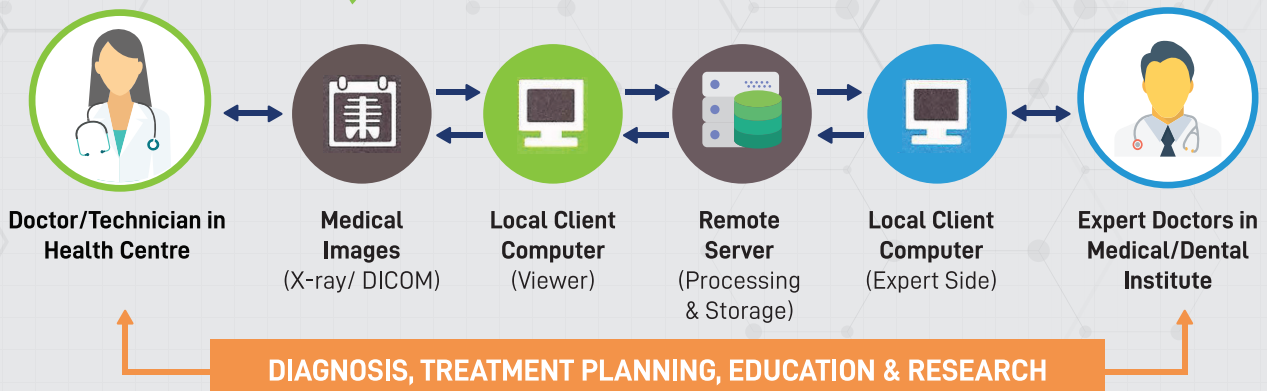 Doctor/Technician in
Health Centre
Medical
Images
(X-ray/ DICOM)
Local Client
Computer
(Viewer)
Remote
Server
(Processing
& Storage)
Local Client
Computer
(Expert Side)
Expert Doctors in
Medical/Dental
Institute
DIAGNOSIS, TREATMENT PLANNING, EDUCATION & RESEARCH